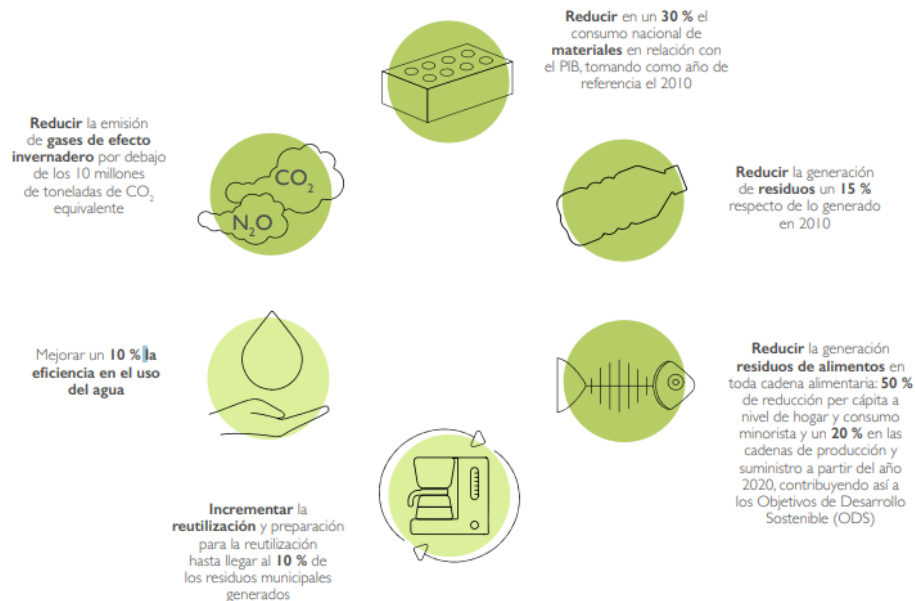 Reducir en un 30 % el
consumo nacional de
materiales en relación con
el PIB, tomando como año de
referencia el 2010
Reducir la generación
de residuos un 15 %
respecto de lo generado
en 2010
Reducir la generación
residuos de alimentos en
toda cadena alimentaria: 50 %
de reducción per cápita a
nivel de hogar y consumo
minorista y un 20 % en las
cadenas de producción y
suministro a partir del año
2020, contribuyendo así a
los Objetivos de Desarrollo
Sostenible (ODS)
Incrementar la
reutilización y preparación
para la reutilización
hasta llegar al 10 % de
los residuos municipales
generados
Mejorar un 10 % la
eficiencia en el uso
del agua
Reducir la emisión
de gases de efecto
invernadero por debajo
de los 10 millones
de toneladas de CO₂
equivalente
CO₂
N₂O